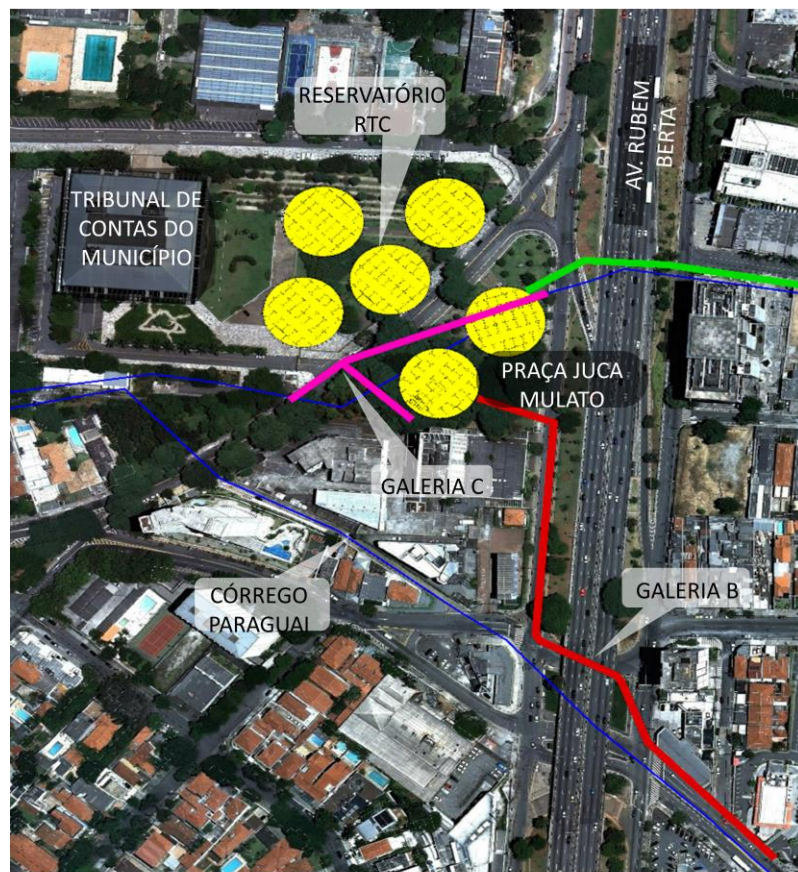 RESERVATÓRIO
RTC
AV. RUBEM
BERTA
TRIBUNAL DE
CONTAS DO
MUNICÍPIO
PRAÇA JUCA
MULATO
GALERIA C
CÓRREGO
PARAGUAI
GALERIA B